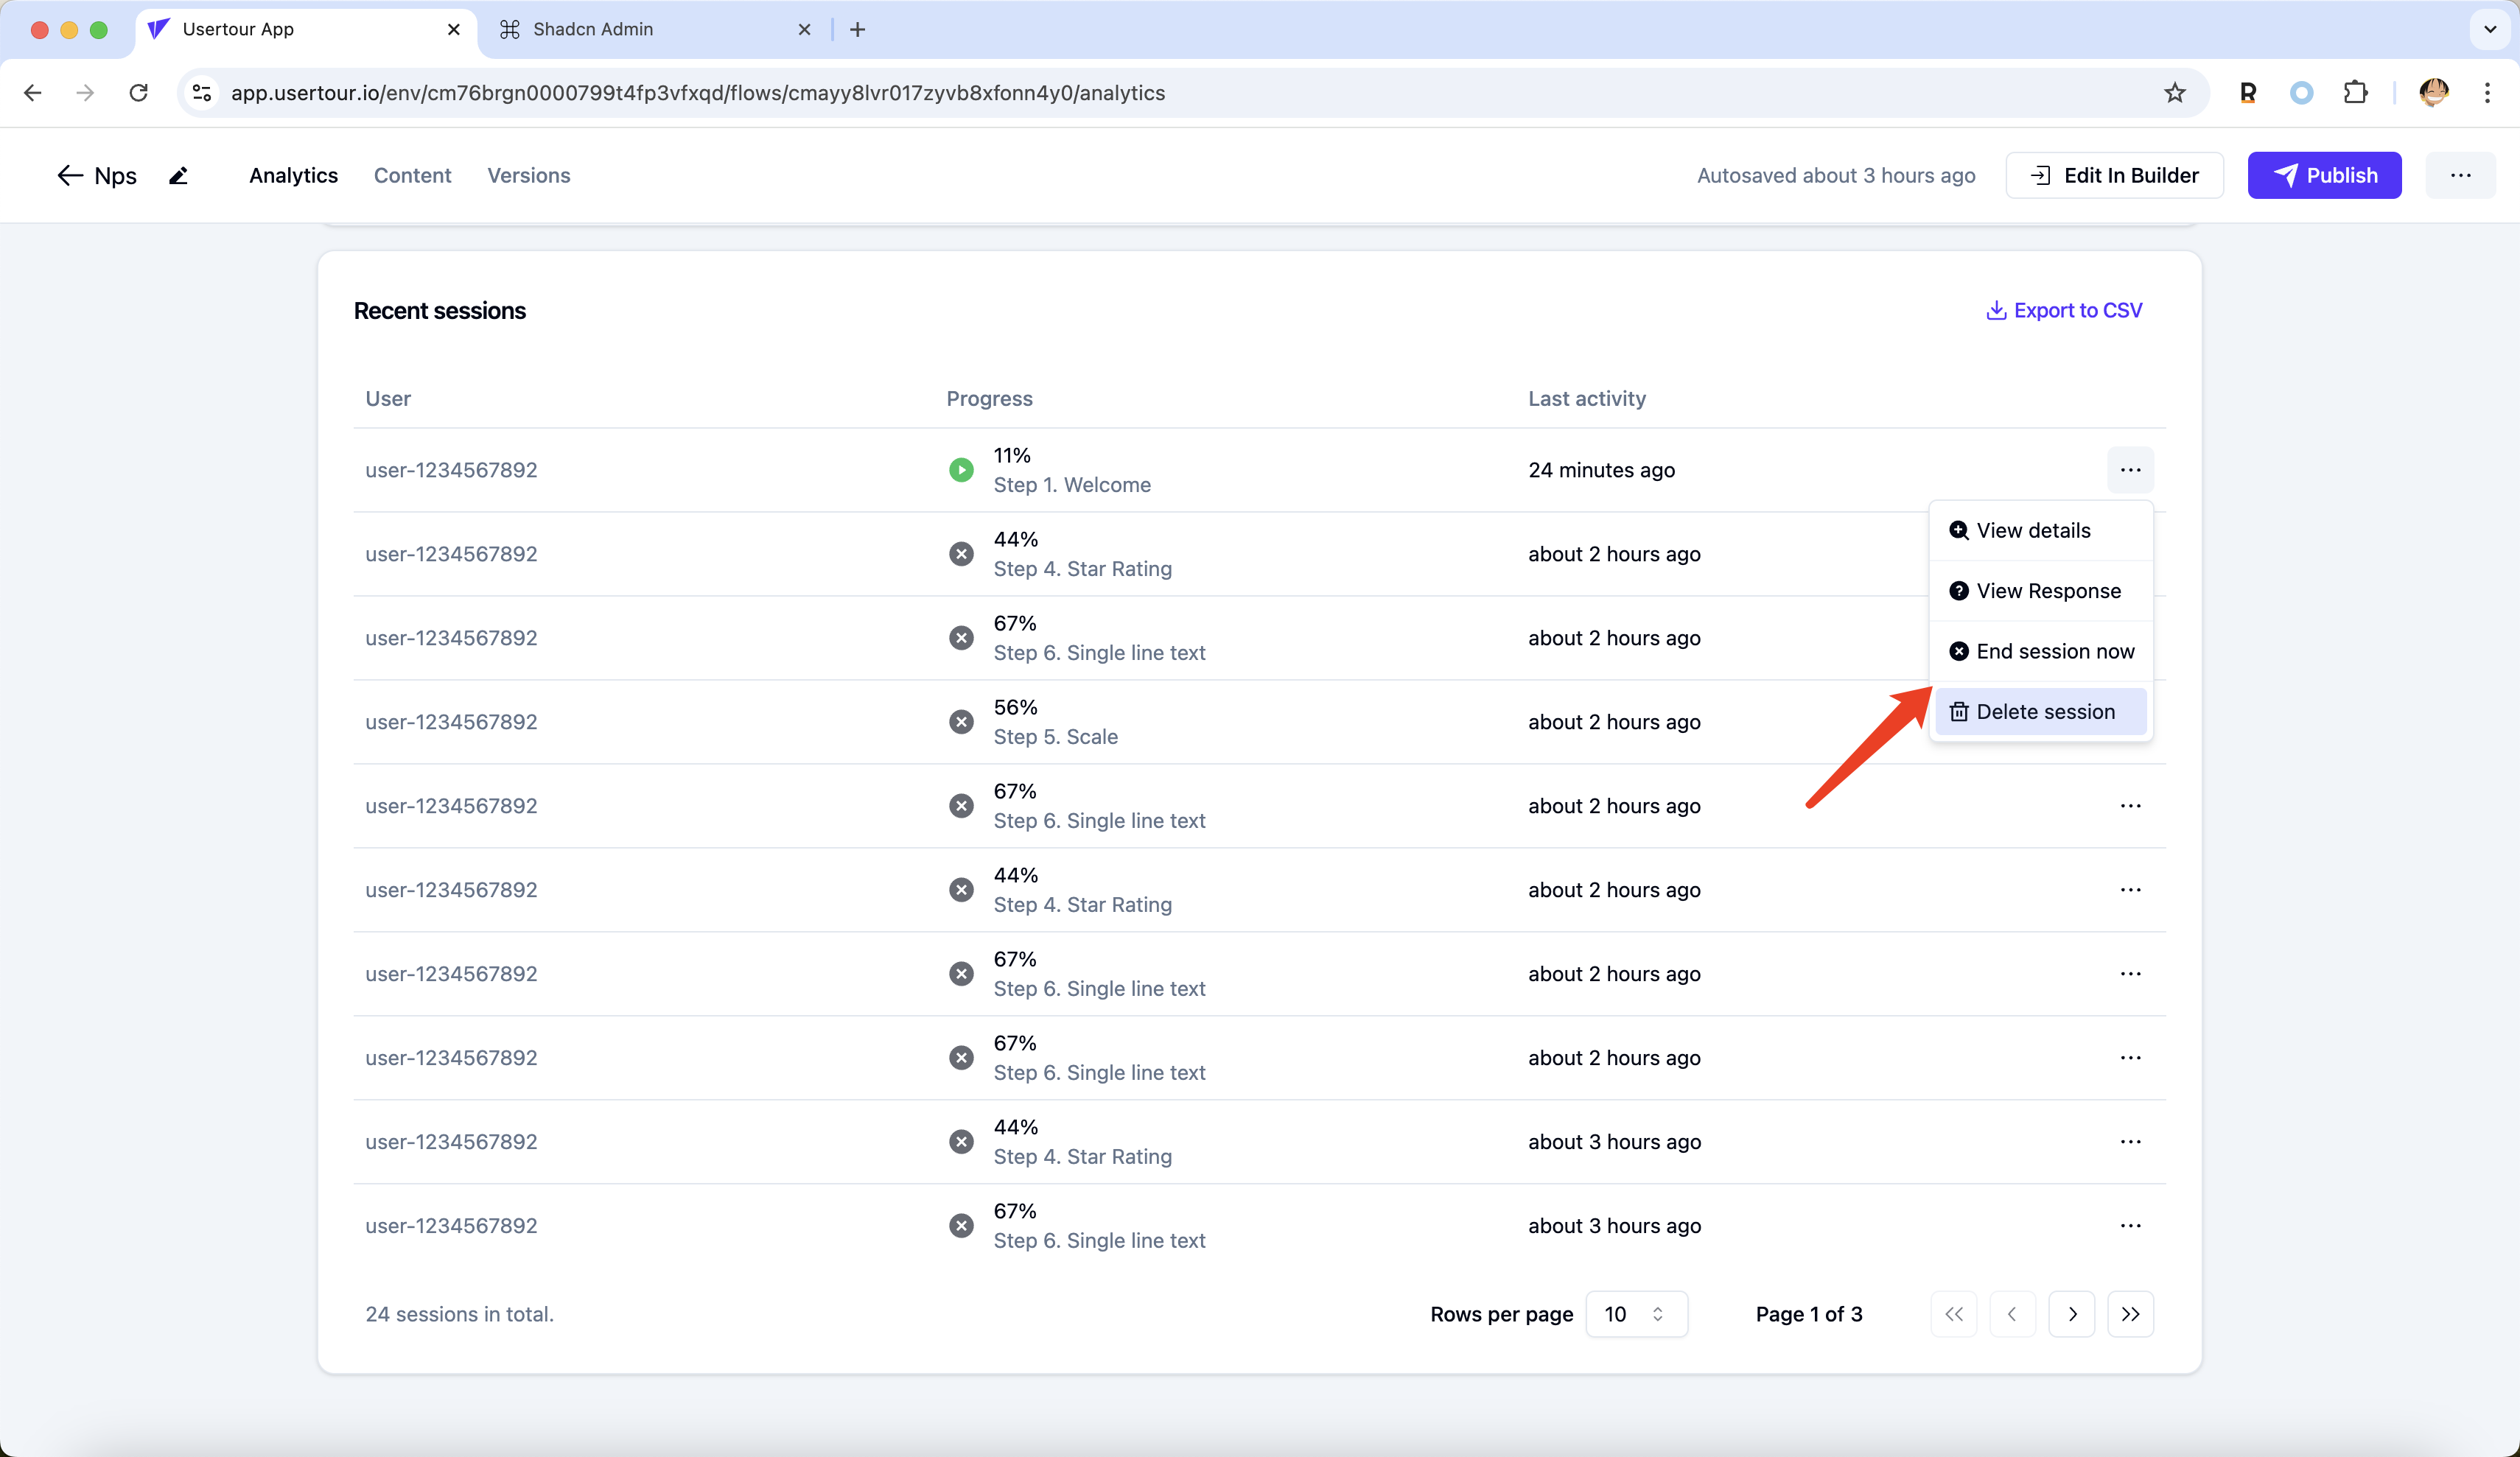 Usertour App
Shadcn Admin
app.usertour.io/env/cm76brgn0000799t4fp3vfxqd/flows/cmayy8lvr017zyvb8xfonn4y0/analytics
Nps
Analytics
Content
Versions
Autosaved about 3 hours ago
Edit In Builder
Publish
Recent sessions
Export to CSV
User
Progress
Last activity
user-1234567892
11%
Step 1. Welcome
24 minutes ago
View details
View Response
End session now
Delete session
user-1234567892
44%
Step 4. Star Rating
about 2 hours ago
user-1234567892
67%
Step 6. Single line text
about 2 hours ago
user-1234567892
56%
Step 5. Scale
about 2 hours ago
user-1234567892
67%
Step 6. Single line text
about 2 hours ago
user-1234567892
44%
Step 4. Star Rating
about 2 hours ago
user-1234567892
67%
Step 6. Single line text
about 2 hours ago
user-1234567892
67%
Step 6. Single line text
about 2 hours ago
user-1234567892
44%
Step 4. Star Rating
about 3 hours ago
user-1234567892
67%
Step 6. Single line text
about 3 hours ago
24 sessions in total.
Rows per page
10
Page 1 of 3